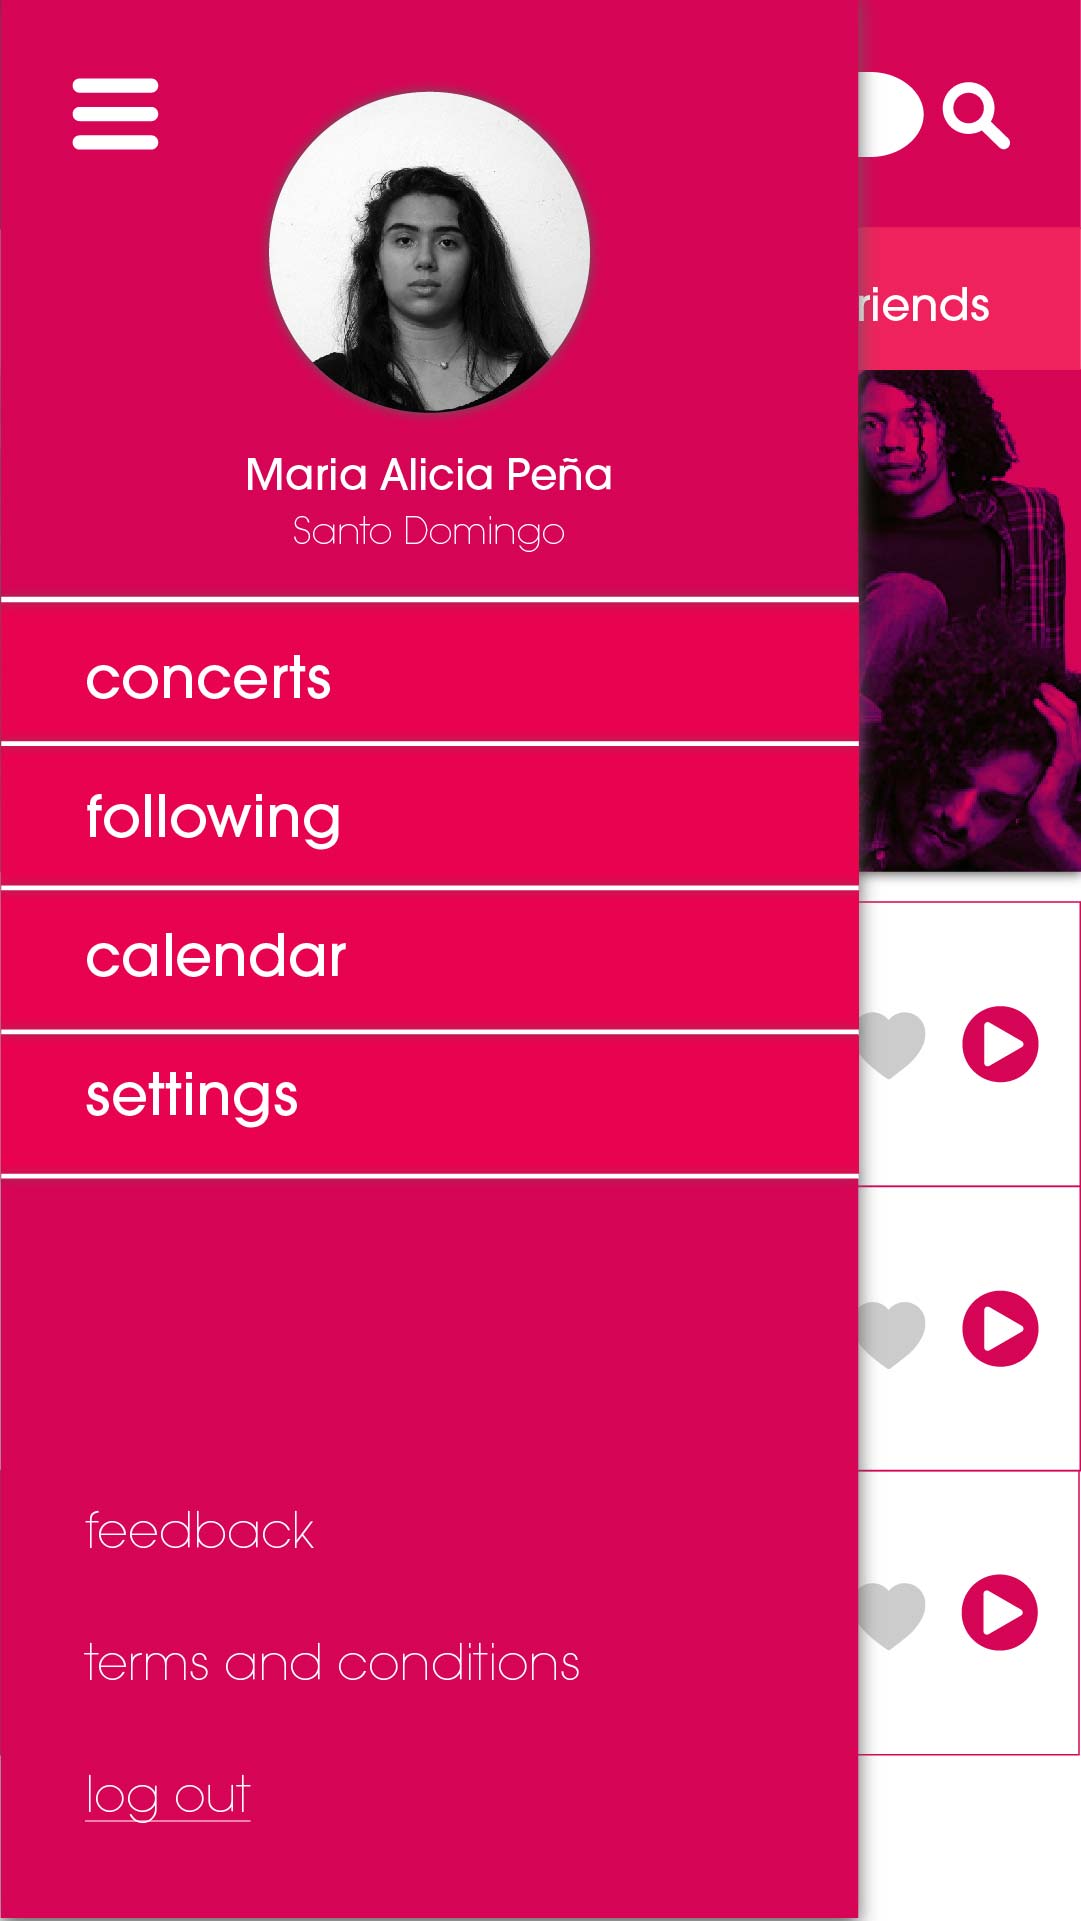 riends
Maria Alicia Peña
Santo Domingo
concerts
following
calendar
settings
feedback
terms and conditions
log out